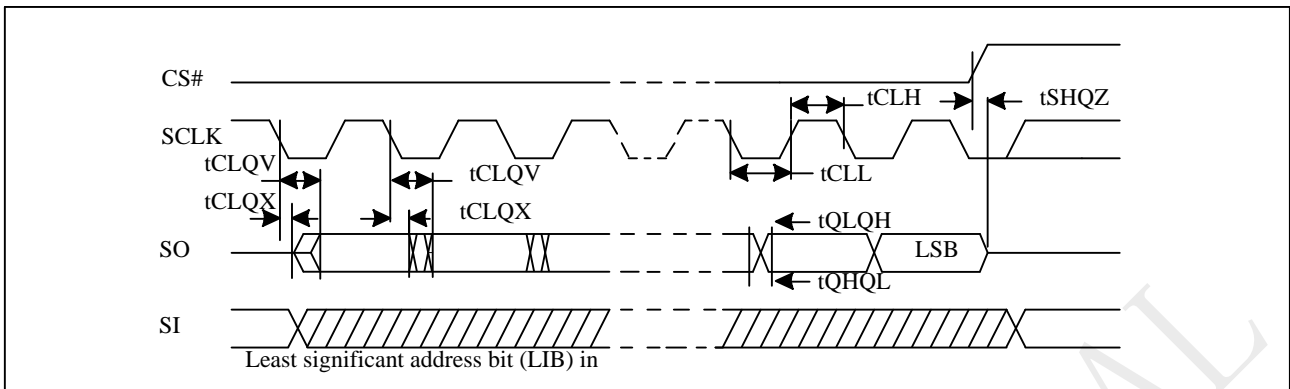 CS#
tCLH
tSHQZ
SCLK
tCLQV
tCLQV
tCLL
tCLQX
tCLQX
tQLQH
SO
LSB
tQHQL
SI
Least significant address bit (LIB) in